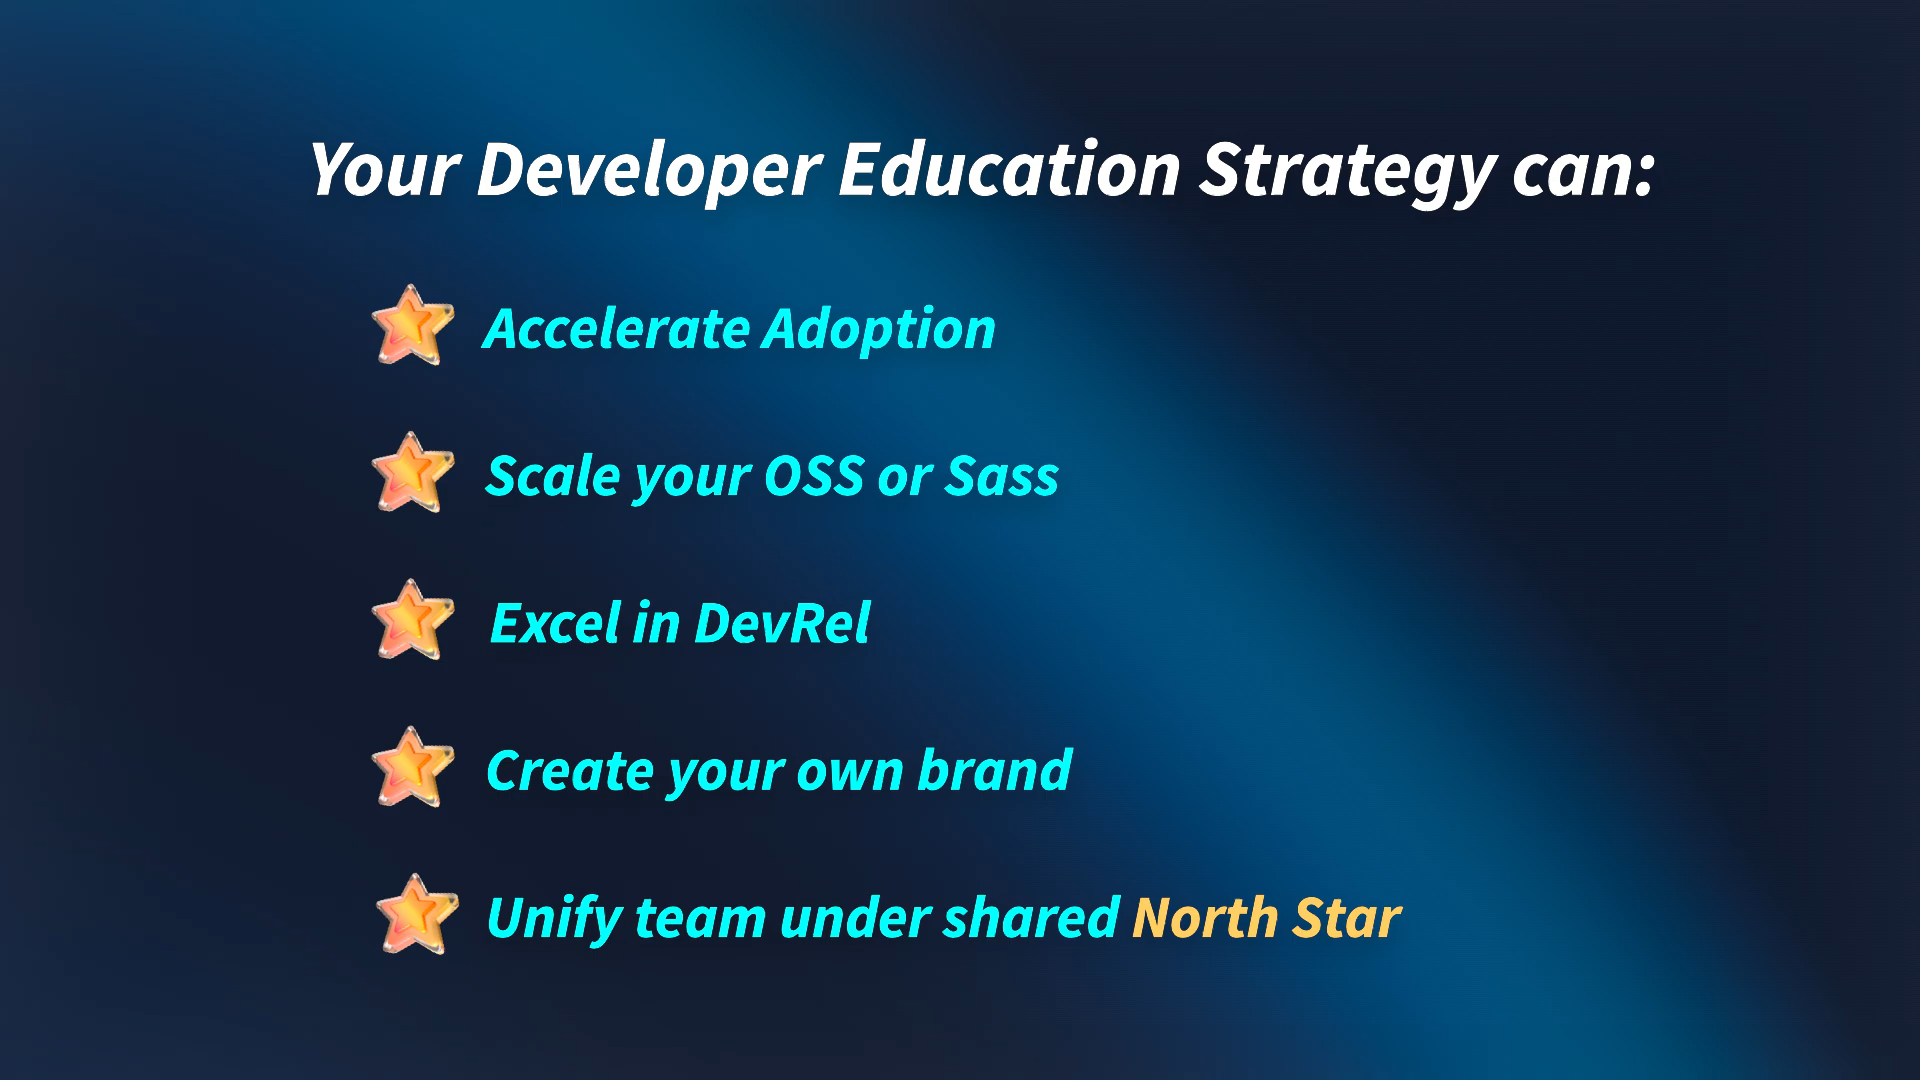 Your Developer Education Strategy can:
Accelerate Adoption
Scale your OSS or Sass
Excel in DevRel
Create your own brand
Unify team under shared North Star